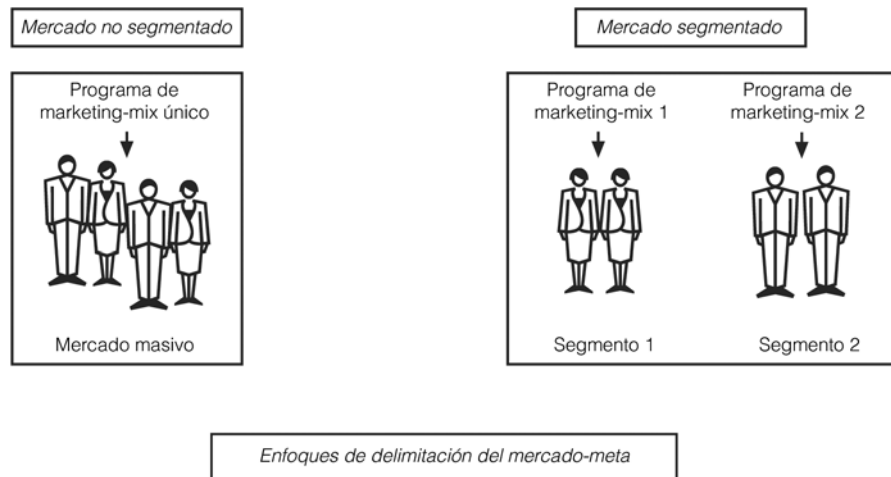 Mercado no segmentado
Mercado segmentado
Programa de
marketing-mix único
Mercado masivo
Programa de
marketing-mix 1
Segmento 1
Programa de
marketing-mix 2
Segmento 2
Enfoques de delimitación del mercado-meta